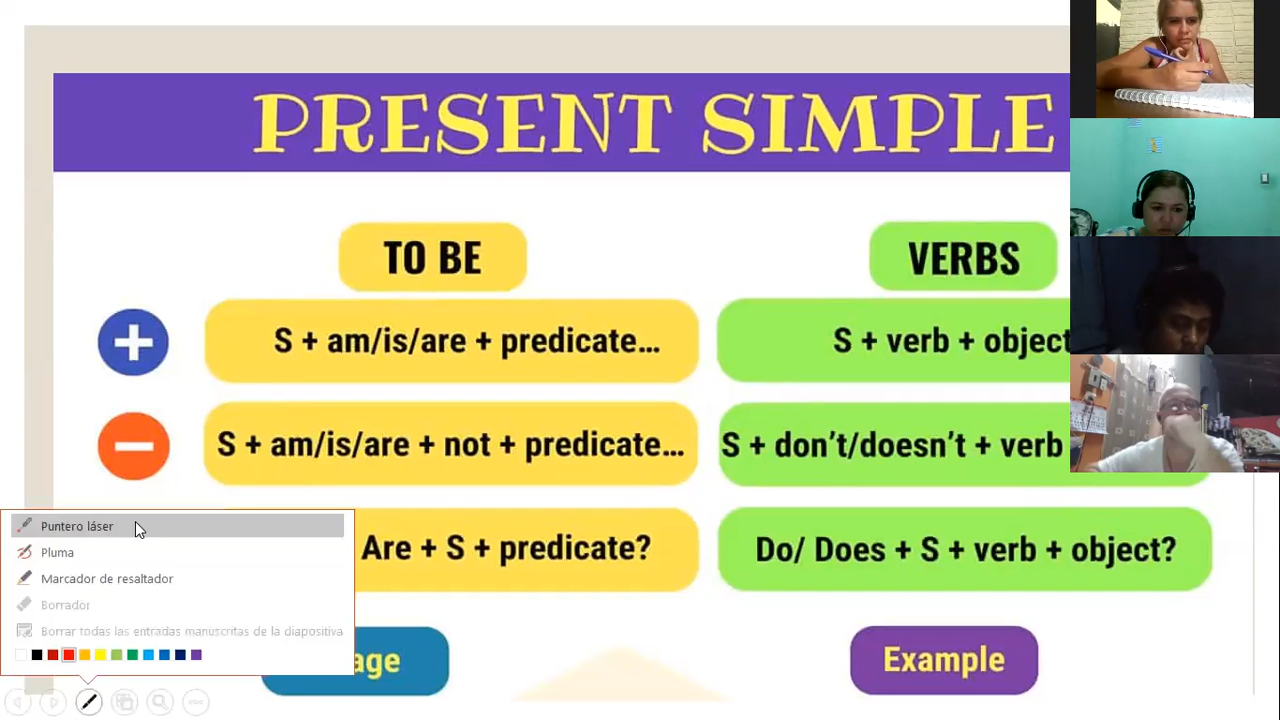 PRESENT SIMPLE
TO BE
VERBS
S + am/is/are + predicate...
S + verb + object
S + am/is/are + not + predicate...
S + don't/doesn't + verb
Are + S + predicate?
Do/ Does + S + verb + object?
age
Example
Puntero láser
Pluma
Marcador de resaltador
Borrador
Borrar todas las entradas manuscritas de la diapositiva